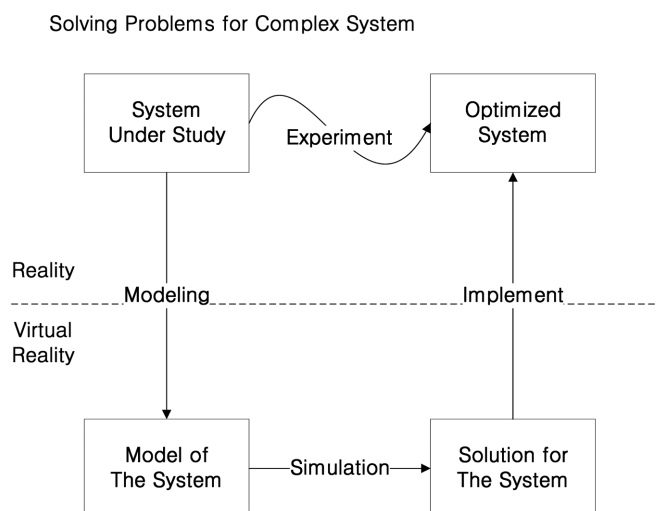 Solving Problems for Complex System
System
Under Study
Experiment
Optimized
System
Reality
Modeling
Implement
Virtual
Reality
Model of
The System
Simulation
Solution for
The System